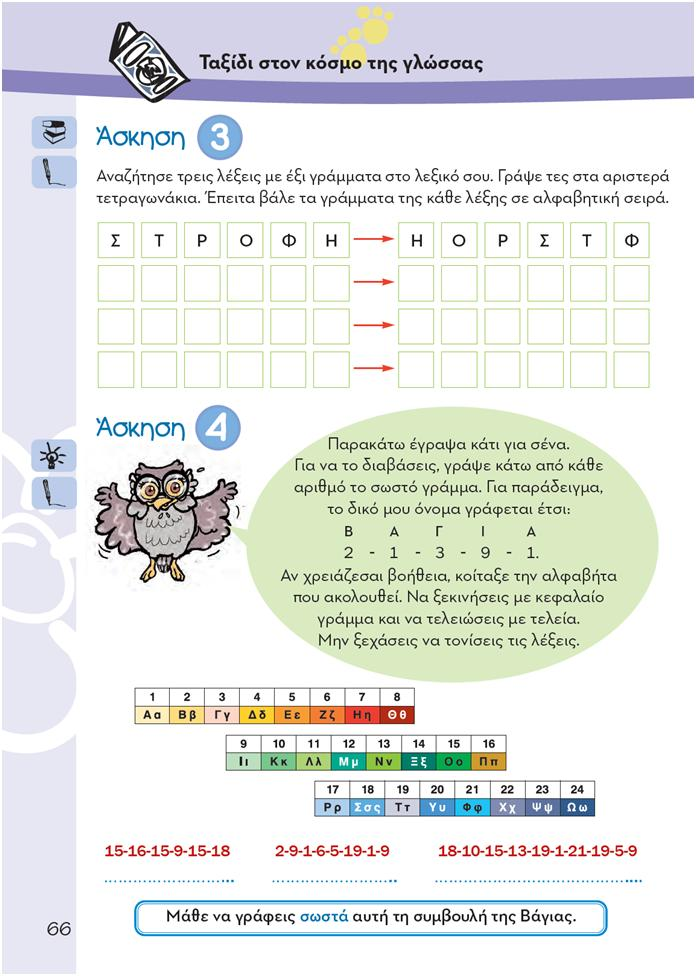 Ταξίδι στον κόσμο της γλώσσας
Άσκηση 3
Αναζήτησε τρεις λέξεις με έξι γράμματα στο λεξικό σου. Γράψε τες στα αριστερά
τετραγωνάκια. Έπειτα βάλε τα γράμματα της κάθε λέξης σε αλφαβητική σειρά.
Σ Τ Ρ Ο Φ Η Η Ο Ρ Σ Τ Φ
Άσκηση 4
Παρακάτω έγραψα κάτι για σένα.
Για να το διαβάσεις, γράψε κάτω από κάθε
αριθμό το σωστό γράμμα. Για παράδειγμα,
το δικό μου όνομα γράφεται έτσι:
Β Α Γ Ι Α
2 - 1 - 3 - 9 - 1.
Αν χρειάζεσαι βοήθεια, κοίταξε την αλφαβήτα
που ακολουθεί. Να ξεκινήσεις με κεφαλαίο
γράμμα και να τελειώσεις με τελεία.
Μην ξεχάσεις να τονίσεις τις λέξεις.
1 2 3 4 5 6 7 8
Αα Ββ Γγ Δδ Εε Ζζ Ηη Θθ
9 10 11 12 13 14 15 16
Ιι Κκ Λλ Μμ Νν Ξξ Οο Ππ
17 18 19 20 21 22 23 24
Ρρ Σσς Ττ Υυ Φφ Χχ Ψψ Ωω
15-16-15-9-15-18 2-9-1-6-5-19-1-9 18-10-15-13-19-1-21-19-5-9
Μάθε να γράφεις σωστά αυτή τη συμβουλή της Βάγιας.
66